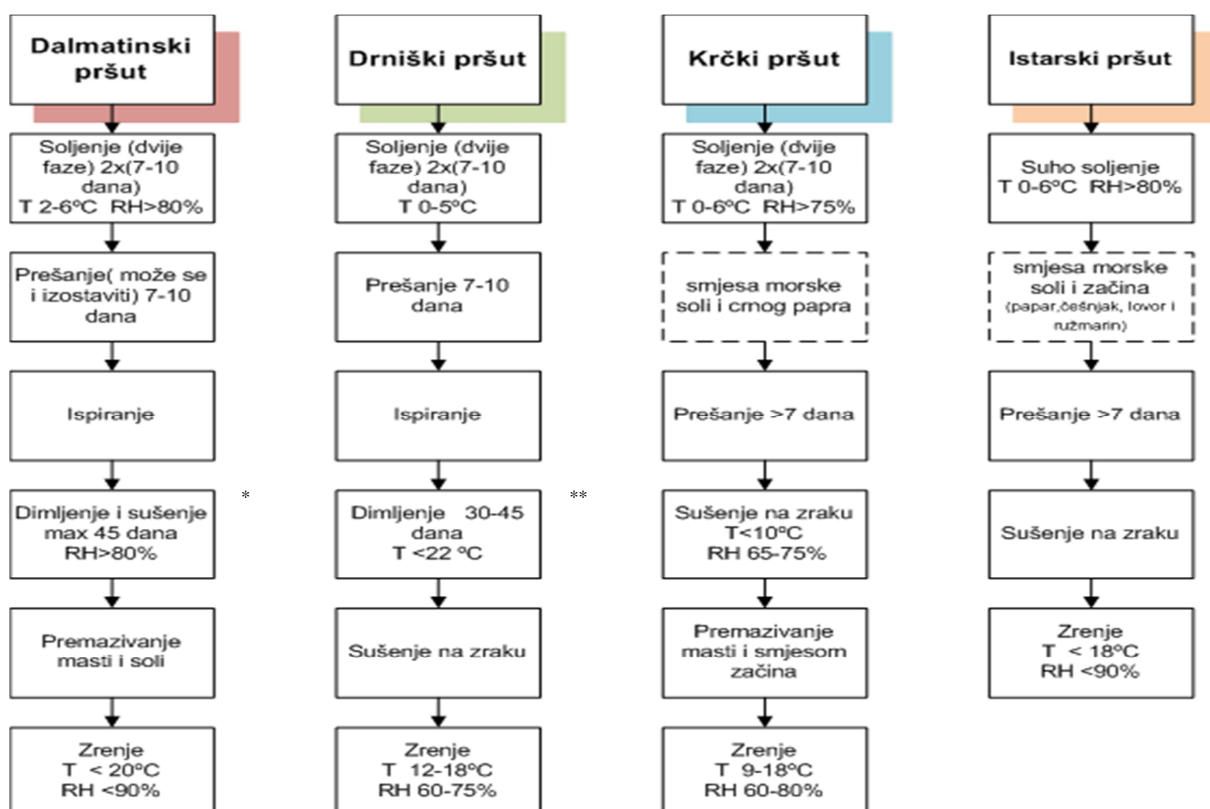 Dalmatinski
pršut
Soljenje (dvije
faze) 2x(7-10
dana)
T 2-6ºC RH>80%
Prešanje( može se
i izostaviti) 7-10
dana
Ispiranje
Dimljenje i sušenje
max 45 dana
RH>80%
*
Premazivanje
masti i soli
Zrenje
T < 20ºC
RH <90%
Drniški pršut
Soljenje (dvije
faze) 2x(7-10
dana)
T 0-5ºC
Prešanje 7-10
dana
Ispiranje
Dimljenje 30-45
dana
T <22 ºC
**
Sušenje na zraku
Zrenje
T 12-18ºC
RH 60-75%
Krčki pršut
Soljenje (dvije
faze) 2x(7-10
dana)
T 0-6ºC RH>75%
smjesa morske
soli i crnog papra
Prešanje >7 dana
Sušenje na zraku
T<10ºC
RH 65-75%
Premazivanje
masti i smjesom
začina
Zrenje
T 9-18ºC
RH 60-80%
Istarski pršut
Suho soljenje
T 0-6ºC RH>80%
smjesa morske
soli i začina
(papar,češnjak, lovor i
ružmarin)
Prešanje >7 dana
Sušenje na zraku
Zrenje
T < 18ºC
RH <90%